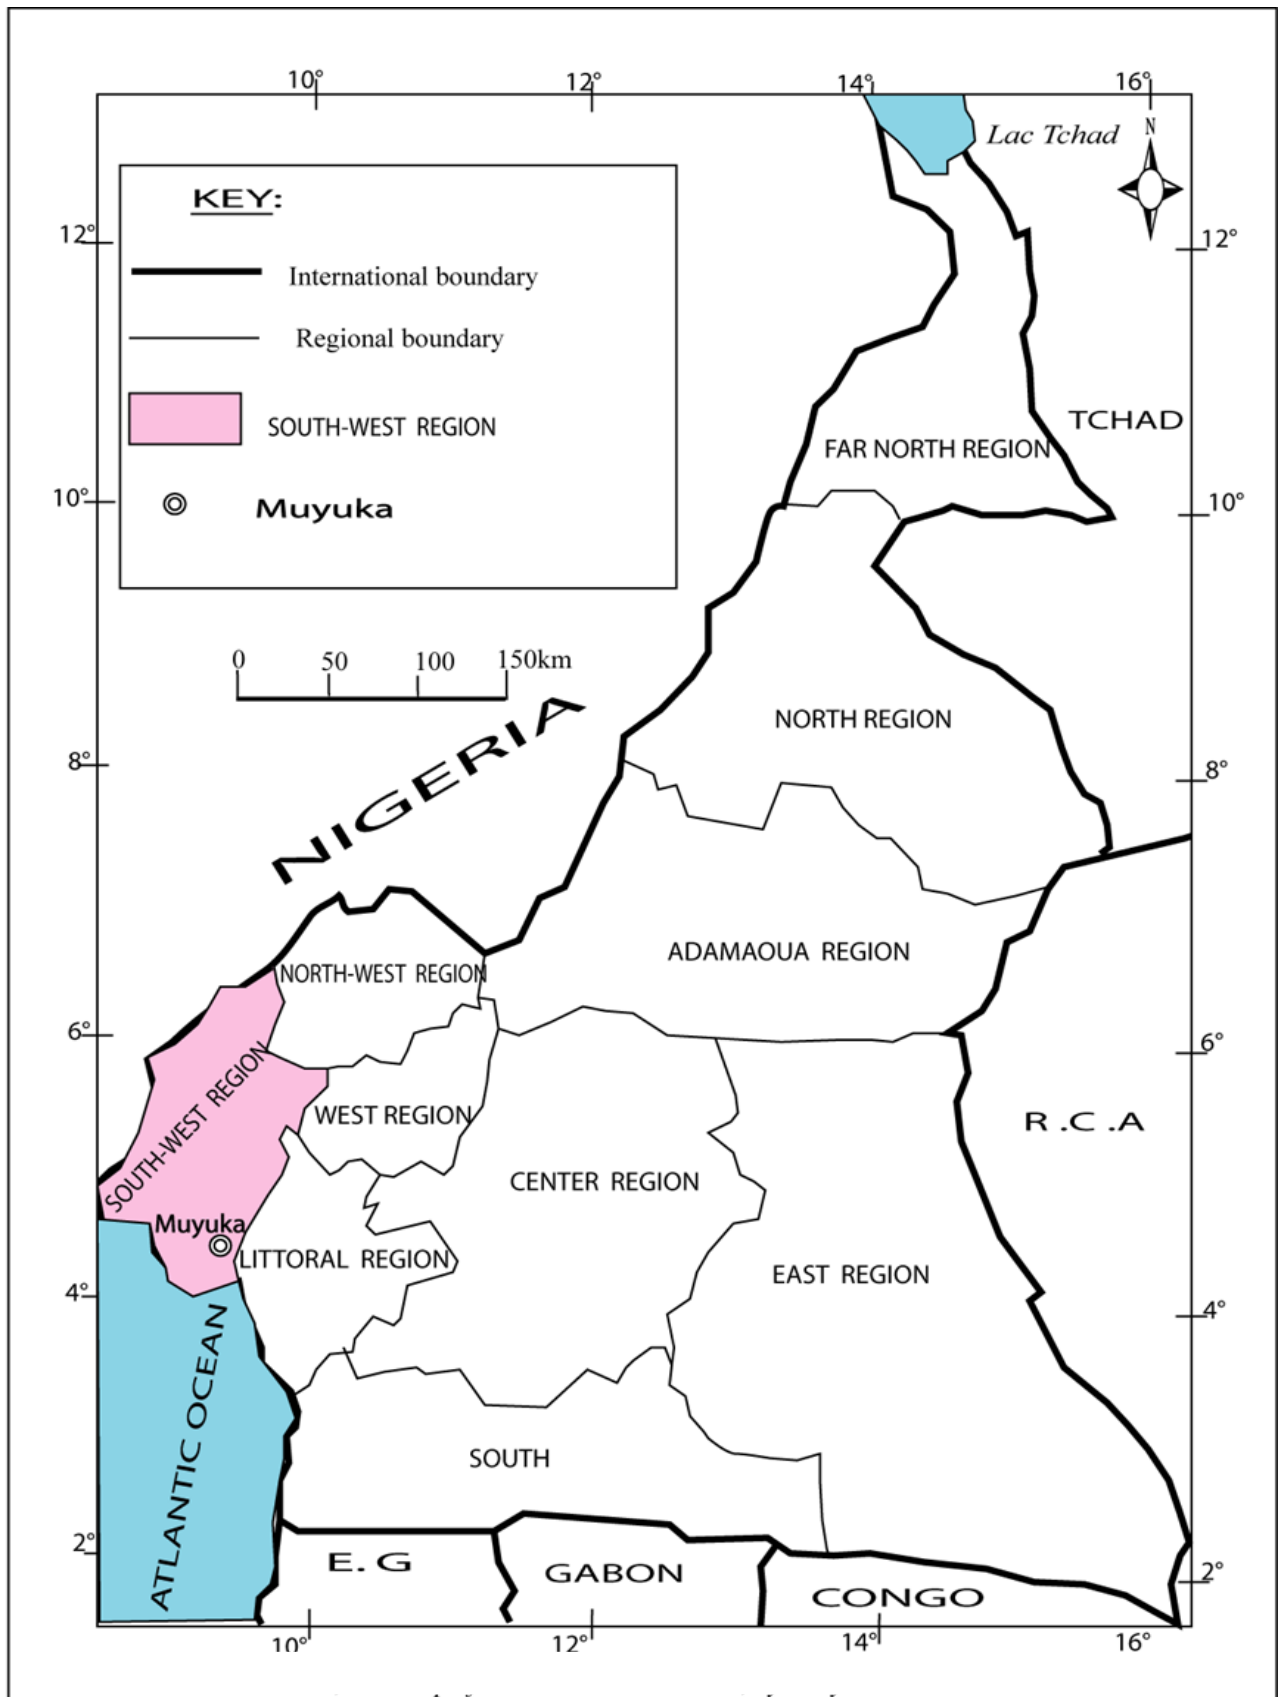 10° 12° 14° 16°
Lac Tchad
N
KEY:
12° 12°
International boundary
Regional boundary
SOUTH-WEST REGION
TCHAD
FAR NORTH REGION
10° 10°
Muyuka
0 50 100 150km
NIGERIA
NORTH REGION
8° 8°
ADAMAOUA REGION
NORTH-WEST REGION
6° 6°
SOUTH-WEST REGION
WEST REGION
R.C.A
CENTER REGION
Muyuka
LITTORAL REGION
EAST REGION
4° 4°
ATLANTIC OCEAN
SOUTH
2° 2°
E. G
GABON
CONGO
10° 12° 14° 16°